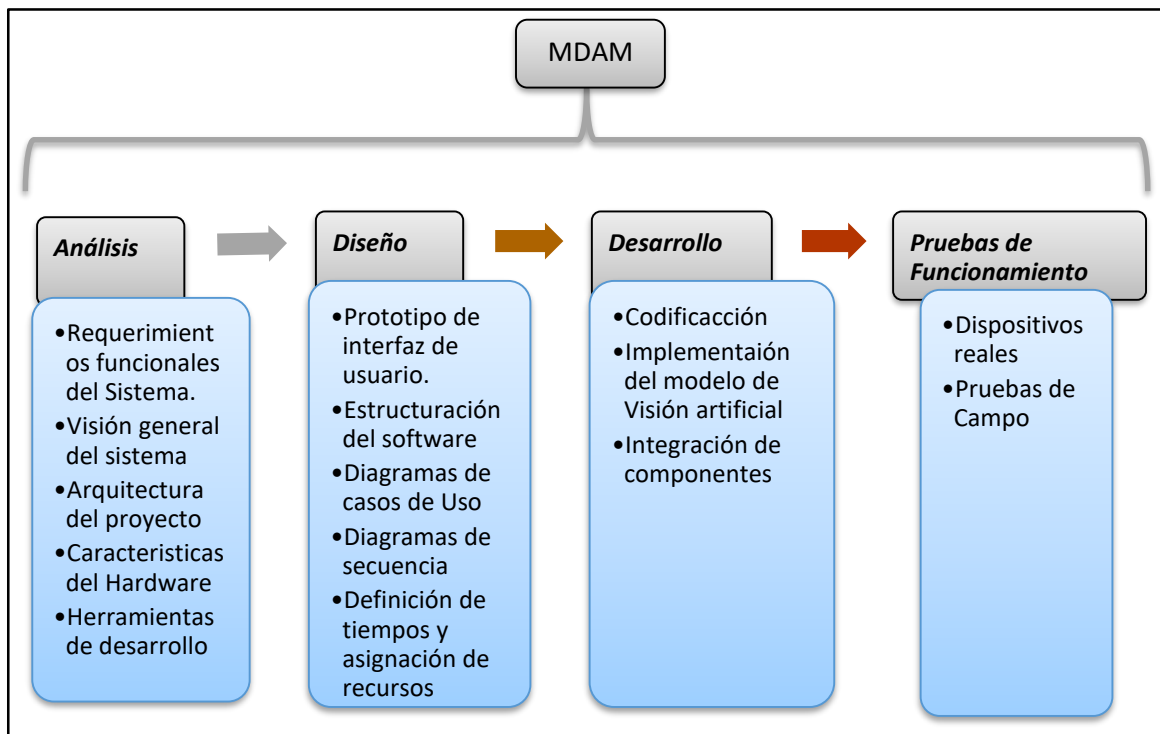 MDAM
Análisis
•Requerimient
os funcionales
del Sistema.
•Visión general
del sistema
•Arquitectura
del proyecto
•Caracteristicas
del Hardware
•Herramientas
de desarrollo
Diseño
•Prototipo de
interfaz de
usuario.
•Estructuración
del software
•Diagramas de
casos de Uso
•Diagramas de
secuencia
•Definición de
tiempos y
asignación de
recursos
Desarrollo
•Codificacción
•Implementaión
del modelo de
Visión artificial
•Integración de
componentes
Pruebas de
Funcionamiento
•Dispositivos
reales
•Pruebas de
Campo